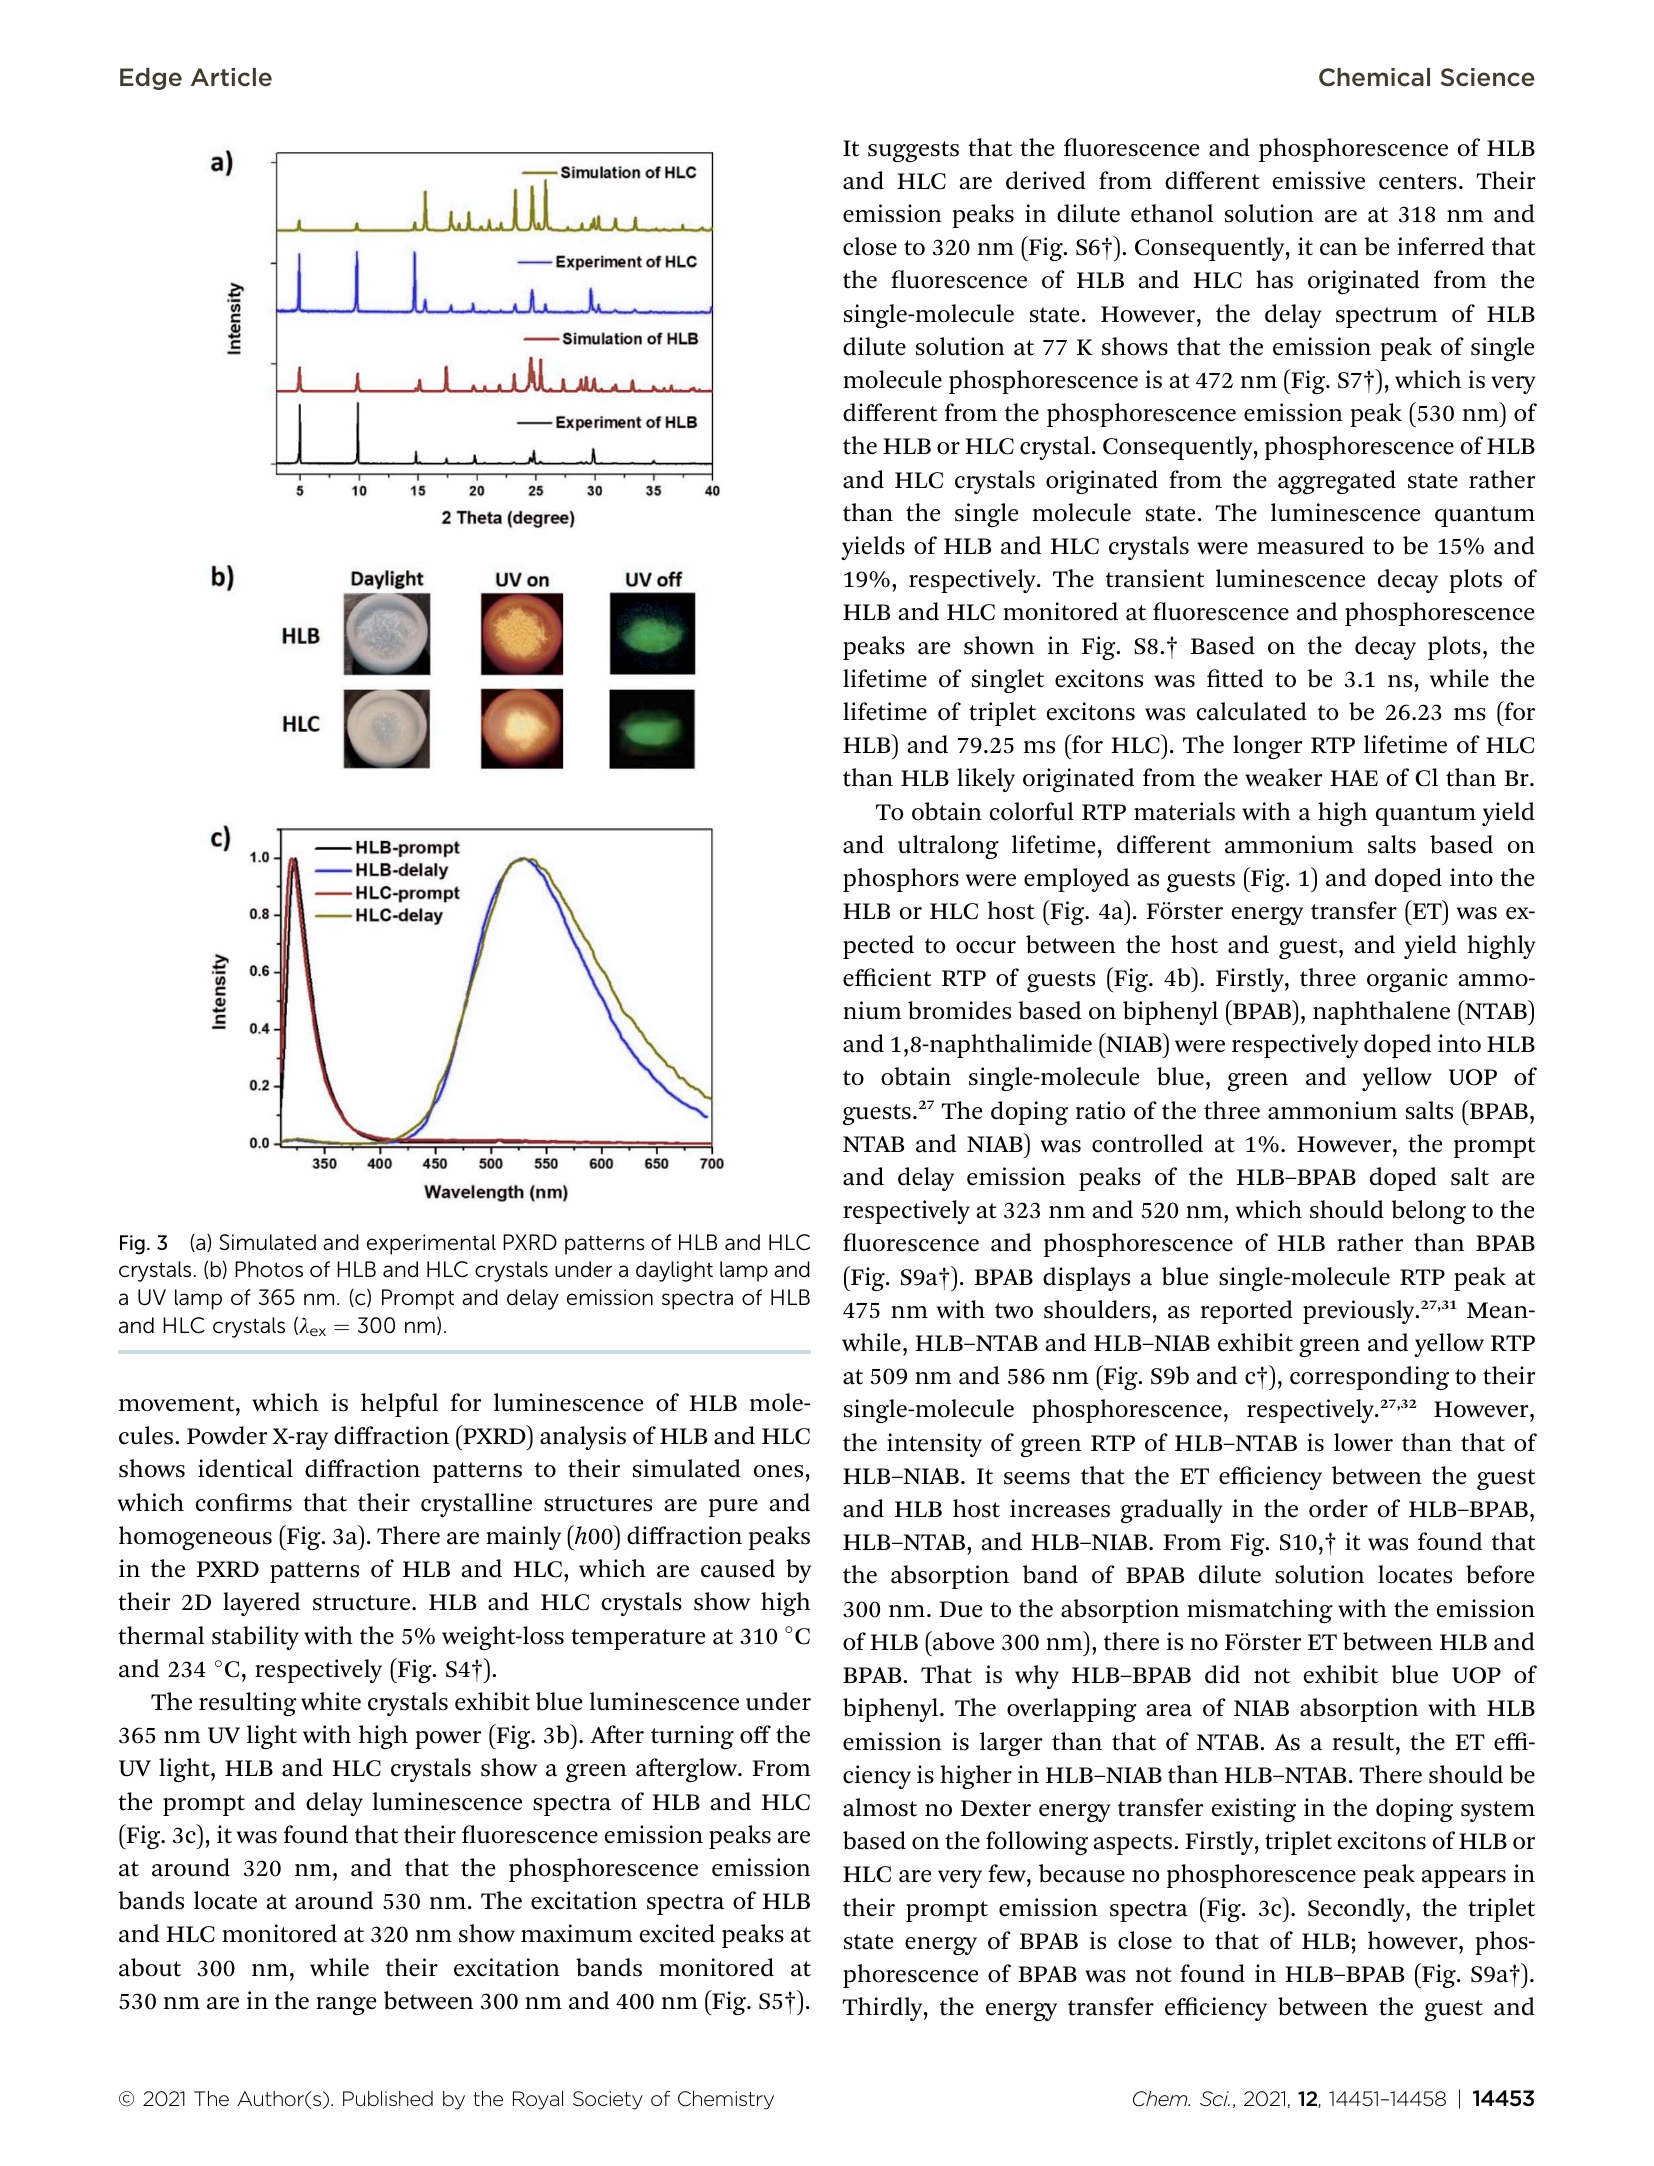 Edge Article
Chemical Science
a)
Simulation of HLC
Experiment of HLC
Simulation of HLB
Experiment of HLB
Intensity
5 10 15 20 25 30 35 40
2 Theta (degree)
b)
Daylight UV on UV off
HLB
HLC
c)
HLB-prompt
HLB-delaly
HLC-prompt
HLC-delay
1.0
0.8
0.6
0.4
0.2
0.0
Intensity
350 400 450 500 550 600 650 700
Wavelength (nm)
Fig. 3 (a) Simulated and experimental PXRD patterns of HLB and HLC
crystals. (b) Photos of HLB and HLC crystals under a daylight lamp and
a UV lamp of 365 nm. (c) Prompt and delay emission spectra of HLB
and HLC crystals (λex = 300 nm).
movement, which is helpful for luminescence of HLB mole-
cules. Powder X-ray diffraction (PXRD) analysis of HLB and HLC
shows identical diffraction patterns to their simulated ones,
which confirms that their crystalline structures are pure and
homogeneous (Fig. 3a). There are mainly (h00) diffraction peaks
in the PXRD patterns of HLB and HLC, which are caused by
their 2D layered structure. HLB and HLC crystals show high
thermal stability with the 5% weight-loss temperature at 310 °C
and 234 °C, respectively (Fig. S4†).
The resulting white crystals exhibit blue luminescence under
365 nm UV light with high power (Fig. 3b). After turning off the
UV light, HLB and HLC crystals show a green afterglow. From
the prompt and delay luminescence spectra of HLB and HLC
(Fig. 3c), it was found that their fluorescence emission peaks are
at around 320 nm, and that the phosphorescence emission
bands locate at around 530 nm. The excitation spectra of HLB
and HLC monitored at 320 nm show maximum excited peaks at
about 300 nm, while their excitation bands monitored at
530 nm are in the range between 300 nm and 400 nm (Fig. S5†).
It suggests that the fluorescence and phosphorescence of HLB
and HLC are derived from different emissive centers. Their
emission peaks in dilute ethanol solution are at 318 nm and
close to 320 nm (Fig. S6†). Consequently, it can be inferred that
the fluorescence of HLB and HLC has originated from the
single-molecule state. However, the delay spectrum of HLB
dilute solution at 77 K shows that the emission peak of single
molecule phosphorescence is at 472 nm (Fig. S7†), which is very
different from the phosphorescence emission peak (530 nm) of
the HLB or HLC crystal. Consequently, phosphorescence of HLB
and HLC crystals originated from the aggregated state rather
than the single molecule state. The luminescence quantum
yields of HLB and HLC crystals were measured to be 15% and
19%, respectively. The transient luminescence decay plots of
HLB and HLC monitored at fluorescence and phosphorescence
peaks are shown in Fig. S8.† Based on the decay plots, the
lifetime of singlet excitons was fitted to be 3.1 ns, while the
lifetime of triplet excitons was calculated to be 26.23 ms (for
HLB) and 79.25 ms (for HLC). The longer RTP lifetime of HLC
than HLB likely originated from the weaker HAE of Cl than Br.
To obtain colorful RTP materials with a high quantum yield
and ultralong lifetime, different ammonium salts based on
phosphors were employed as guests (Fig. 1) and doped into the
HLB or HLC host (Fig. 4a). Förster energy transfer (ET) was ex-
pected to occur between the host and guest, and yield highly
efficient RTP of guests (Fig. 4b). Firstly, three organic ammo-
nium bromides based on biphenyl (BPAB), naphthalene (NTAB)
and 1,8-naphthalimide (NIAB) were respectively doped into HLB
to obtain single-molecule blue, green and yellow UOP of
guests.27 The doping ratio of the three ammonium salts (BPAB,
NTAB and NIAB) was controlled at 1%. However, the prompt
and delay emission peaks of the HLB–BPAB doped salt are
respectively at 323 nm and 520 nm, which should belong to the
fluorescence and phosphorescence of HLB rather than BPAB
(Fig. S9a†). BPAB displays a blue single-molecule RTP peak at
475 nm with two shoulders, as reported previously.27,31 Mean-
while, HLB–NTAB and HLB–NIAB exhibit green and yellow RTP
at 509 nm and 586 nm (Fig. S9b and c†), corresponding to their
single-molecule phosphorescence, respectively.27,32 However,
the intensity of green RTP of HLB–NTAB is lower than that of
HLB–NIAB. It seems that the ET efficiency between the guest
and HLB host increases gradually in the order of HLB–BPAB,
HLB–NTAB, and HLB–NIAB. From Fig. S10,† it was found that
the absorption band of BPAB dilute solution locates before
300 nm. Due to the absorption mismatching with the emission
of HLB (above 300 nm), there is no Förster ET between HLB and
BPAB. That is why HLB–BPAB did not exhibit blue UOP of
biphenyl. The overlapping area of NIAB absorption with HLB
emission is larger than that of NTAB. As a result, the ET effi-
ciency is higher in HLB–NIAB than HLB–NTAB. There should be
almost no Dexter energy transfer existing in the doping system
based on the following aspects. Firstly, triplet excitons of HLB or
HLC are very few, because no phosphorescence peak appears in
their prompt emission spectra (Fig. 3c). Secondly, the triplet
state energy of BPAB is close to that of HLB; however, phos-
phorescence of BPAB was not found in HLB–BPAB (Fig. S9a†).
Thirdly, the energy transfer efficiency between the guest and
© 2021 The Author(s). Published by the Royal Society of Chemistry
Chem. Sci., 2021, 12, 14451–14458 | 14453